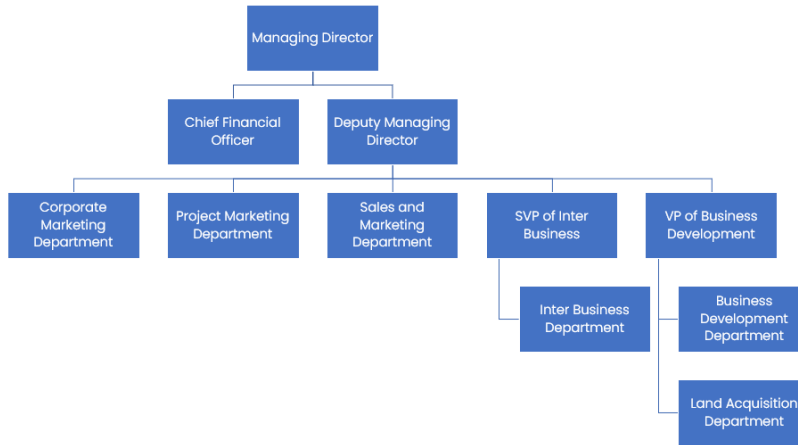 Managing Director
Chief Financial
Officer
Deputy Managing
Director
Corporate
Marketing
Department
Project Marketing
Department
Sales and
Marketing
Department
SVP of Inter
Business
VP of Business
Development
Inter Business
Department
Business
Development
Department
Land Acquisition
Department